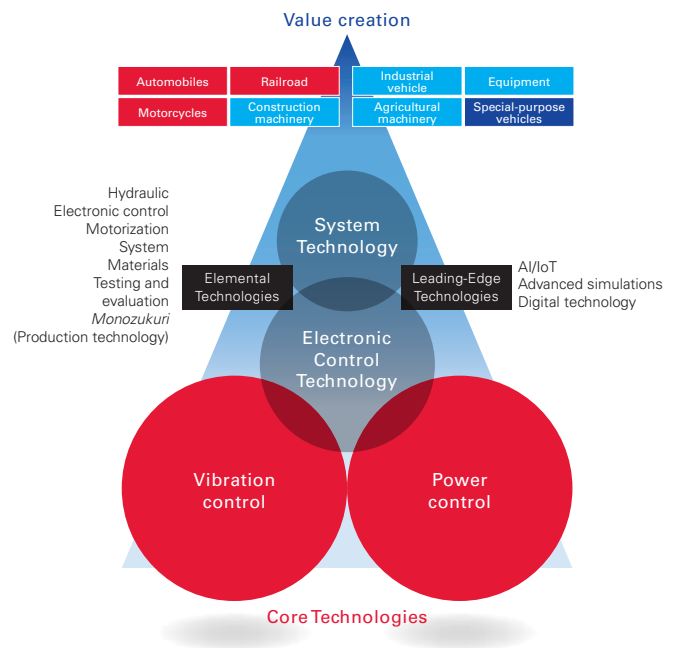 Value creation
Automobiles
Railroad
Industrial
vehicle
Equipment
Motorcycles
Construction
machinery
Agricultural
machinery
Special-purpose
vehicles
Hydraulic
Electronic control
Motorization
System
Materials
Testing and
evaluation
Monozukuri
(Production technology)
System
Technology
Elemental
Technologies
Leading-Edge
Technologies
AI/IoT
Advanced simulations
Digital technology
Electronic
Control
Technology
Vibration
control
Power
control
Core Technologies